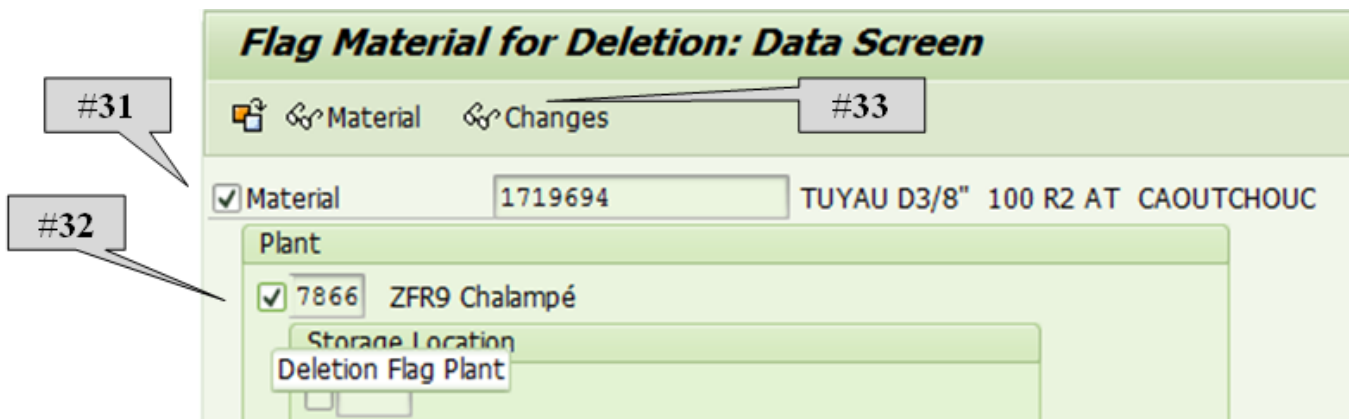 Flag Material for Deletion: Data Screen
#31
Material Changes
#33
Material 1719694 TUYAU D3/8" 100 R2 AT CAOUTCHOUC
#32
Plant
7866 ZFR9 Chalampé
Storage Location
Deletion Flag Plant